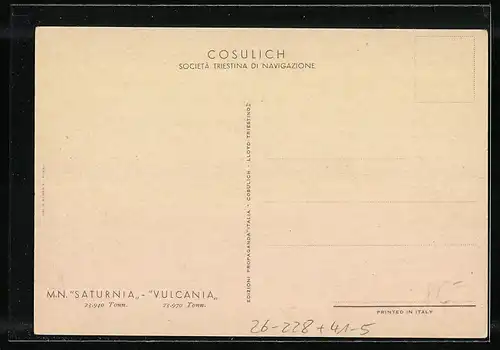 COSULICH
SOCIETÀ TRIESTINA DI NAVIGAZIONE
EDIZIONI PROPAGANDA "ITALIA - COSULICH - LLOYD TRIESTINO"
M.N. "SATURNIA„ - "VULCANIA„
23.940 Tonn. 23.970 Tonn.
PRINTED IN ITALY
26-228+41-5